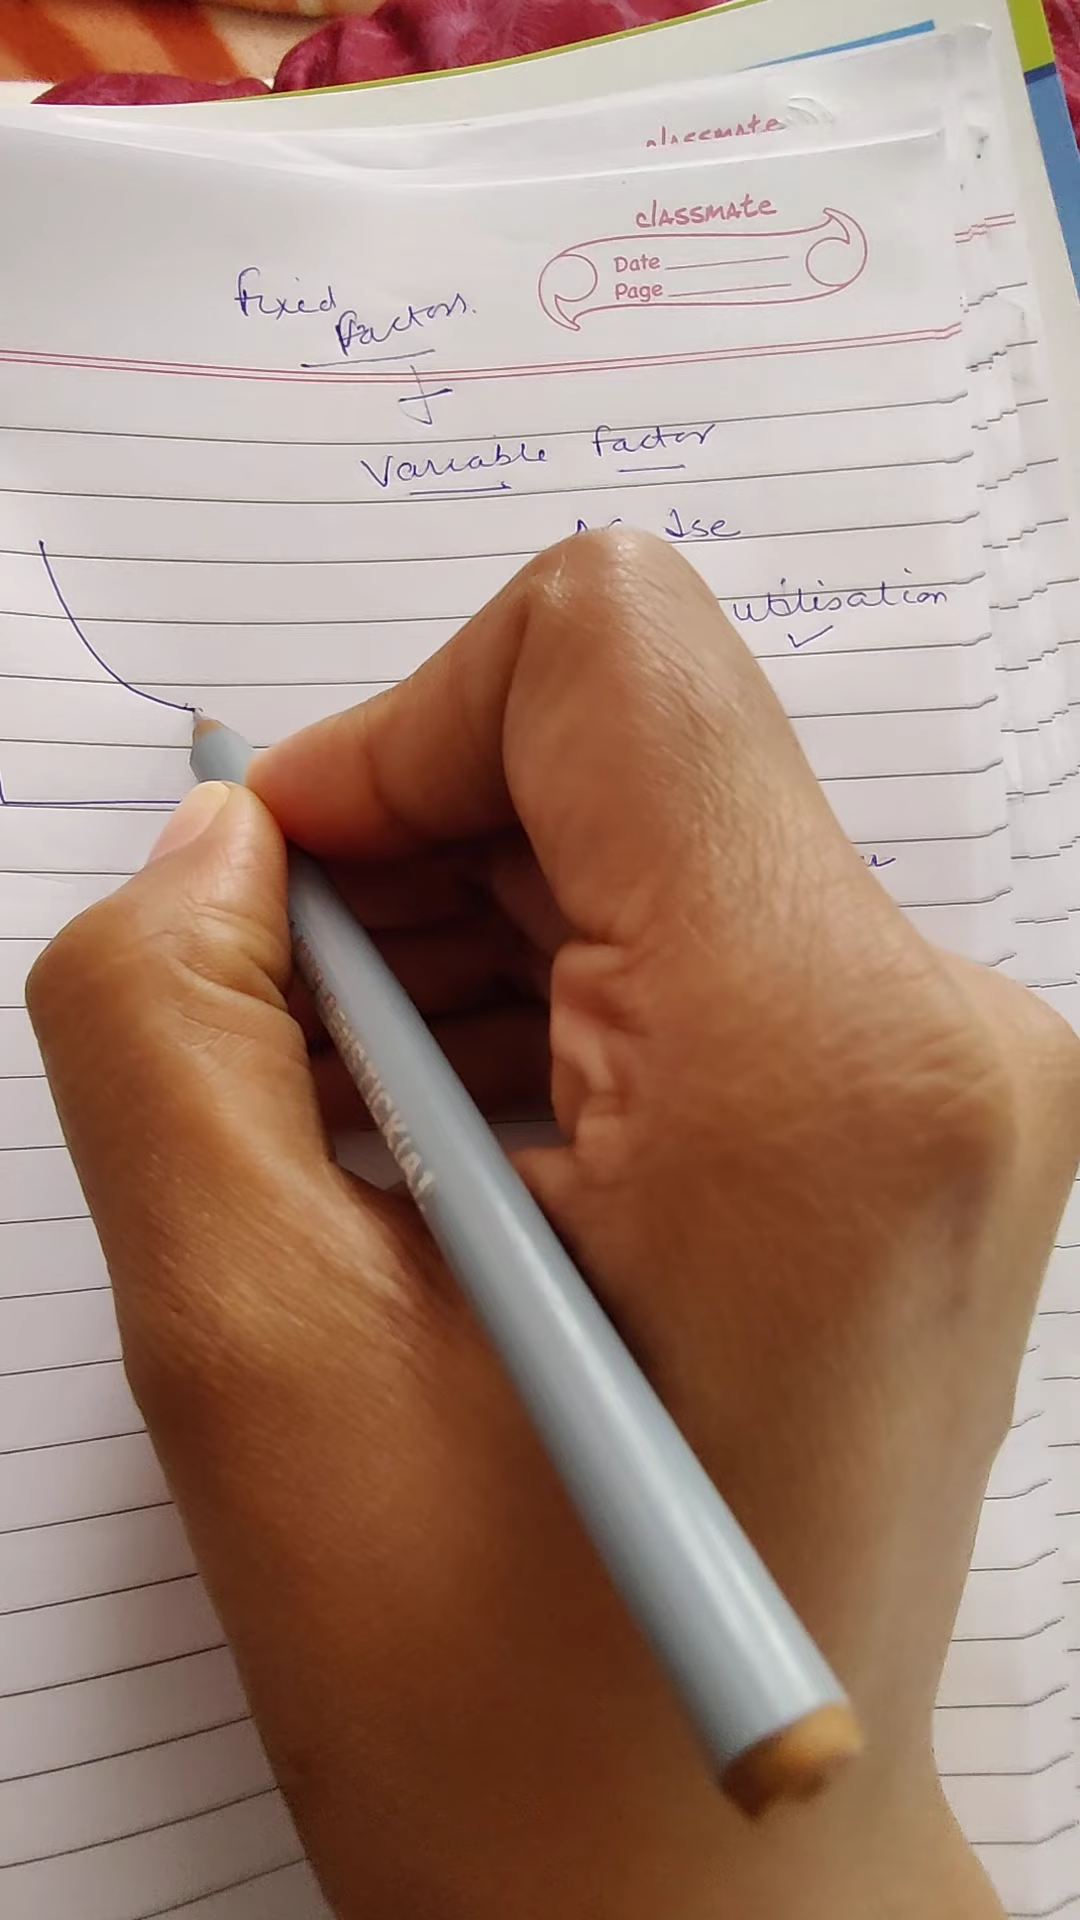 classmate
classmate
Date
Page
Fixed
Factors.
+
Variable factor
Ise
utilisation